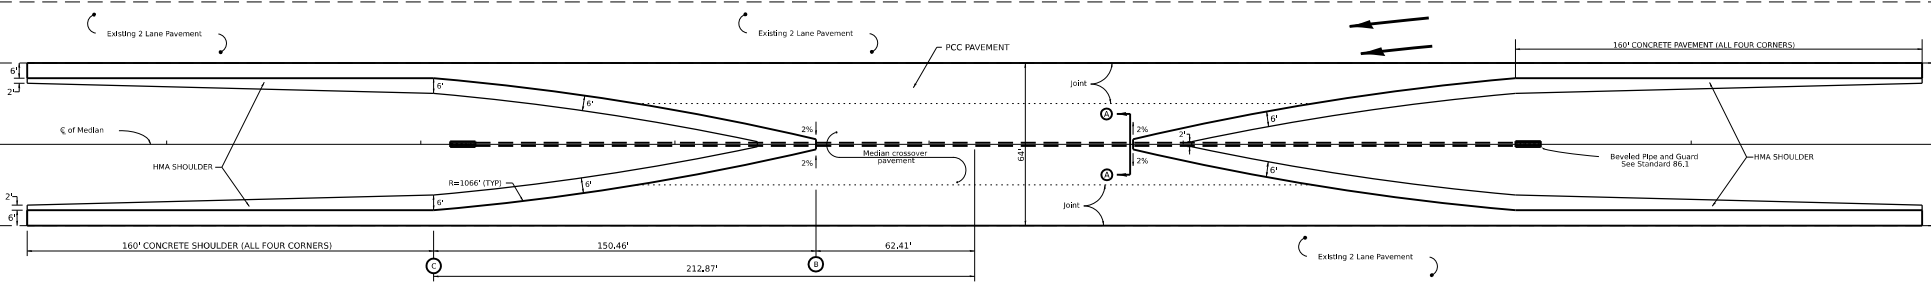 Existing 2 Lane Pavement
Existing 2 Lane Pavement
PCC PAVEMENT
160' CONCRETE PAVEMENT (ALL FOUR CORNERS)
6'
2'
6'
6'
Joint
6'
A
℄ of Median
2%
2%
2'
HMA SHOULDER
2%
Median crossover
pavement
64'
2%
Beveled Pipe and Guard
See Standard 86.1
HMA SHOULDER
A
R=1066' (TYP)
6'
6'
2'
6'
6'
Joint
160' CONCRETE SHOULDER (ALL FOUR CORNERS)
150.46'
62.41'
Existing 2 Lane Pavement
C
B
212.87'